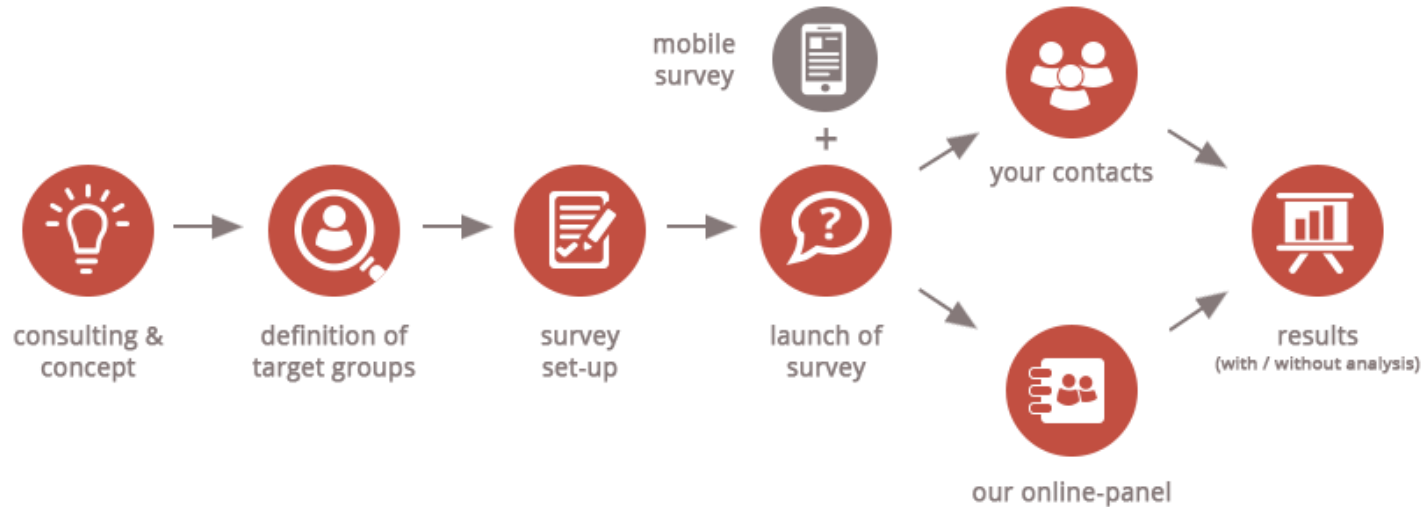 mobile
survey
+
your contacts
?
consulting &
concept
definition of
target groups
survey
set-up
launch of
survey
results
(with / without analysis)
our online-panel